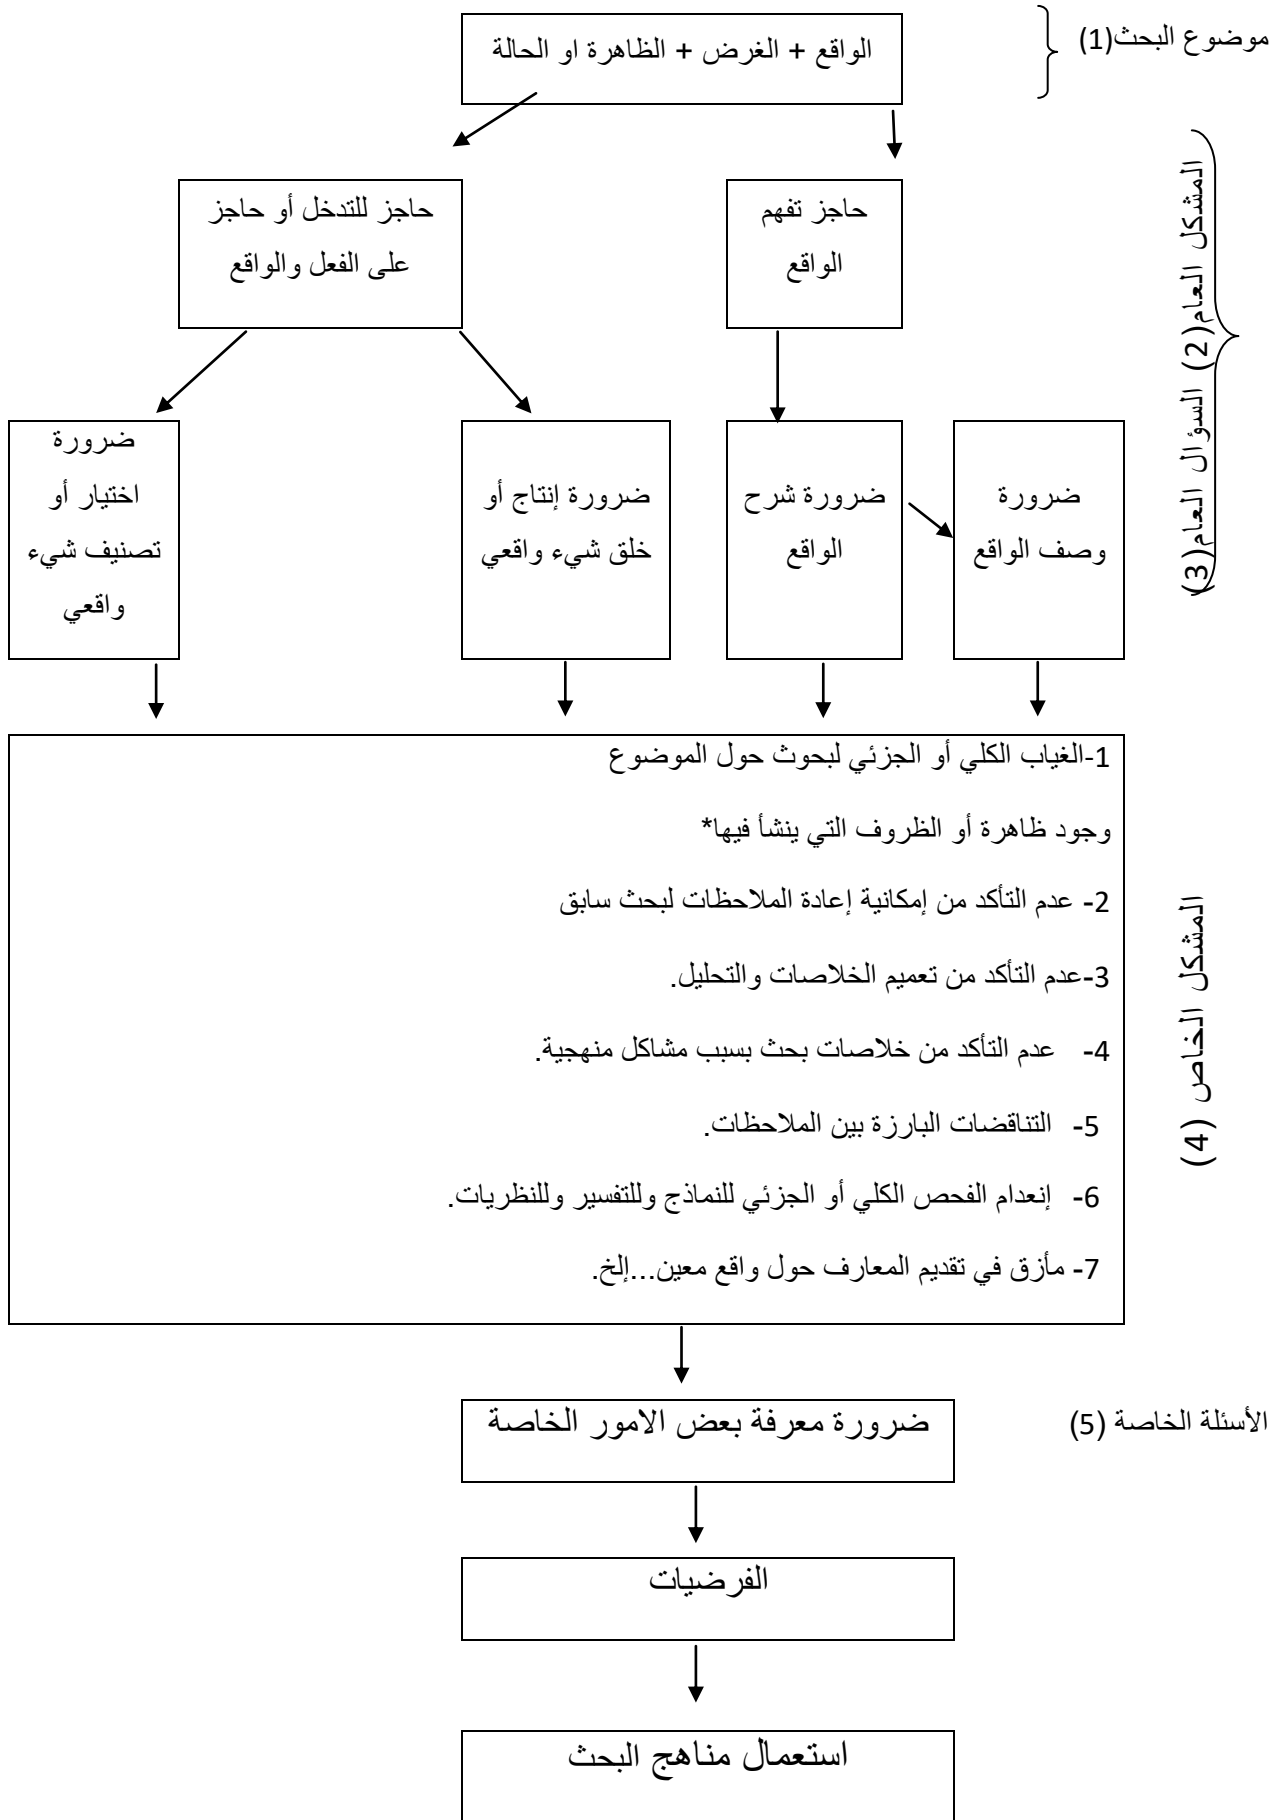 موضوع البحث(1)
الواقع + الغرض + الظاهرة او الحالة
المشكل العام(2) السؤال العام(3)
حاجز تفهم
الواقع
حاجز للتدخل أو حاجز
على الفعل والواقع
ضرورة
وصف الواقع
ضرورة شرح
الواقع
ضرورة إنتاج أو
خلق شيء واقعي
ضرورة
اختيار أو
تصنيف شيء
واقعي
المشكل الخاص (4)
1-الغياب الكلي أو الجزئي لبحوث حول الموضوع
وجود ظاهرة أو الظروف التي ينشأ فيها*
2- عدم التأكد من إمكانية إعادة الملاحظات لبحث سابق
3-عدم التأكد من تعميم الخلاصات والتحليل.
4- عدم التأكد من خلاصات بحث بسبب مشاكل منهجية.
5- التناقضات البارزة بين الملاحظات.
6- إنعدام الفحص الكلي أو الجزئي للنماذج وللتفسير وللنظريات.
7- مأزق في تقديم المعارف حول واقع معين...إلخ.
الأسئلة الخاصة (5)
ضرورة معرفة بعض الامور الخاصة
الفرضيات
استعمال مناهج البحث